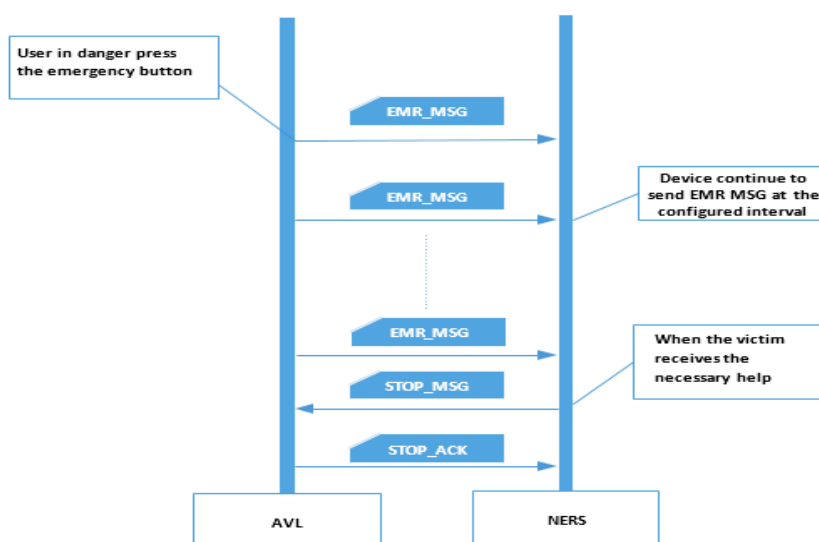 User in danger press
the emergency button
EMR_MSG
EMR_MSG
Device continue to
send EMR MSG at the
configured interval
EMR_MSG
When the victim
receives the
necessary help
STOP_MSG
STOP_ACK
AVL
NERS